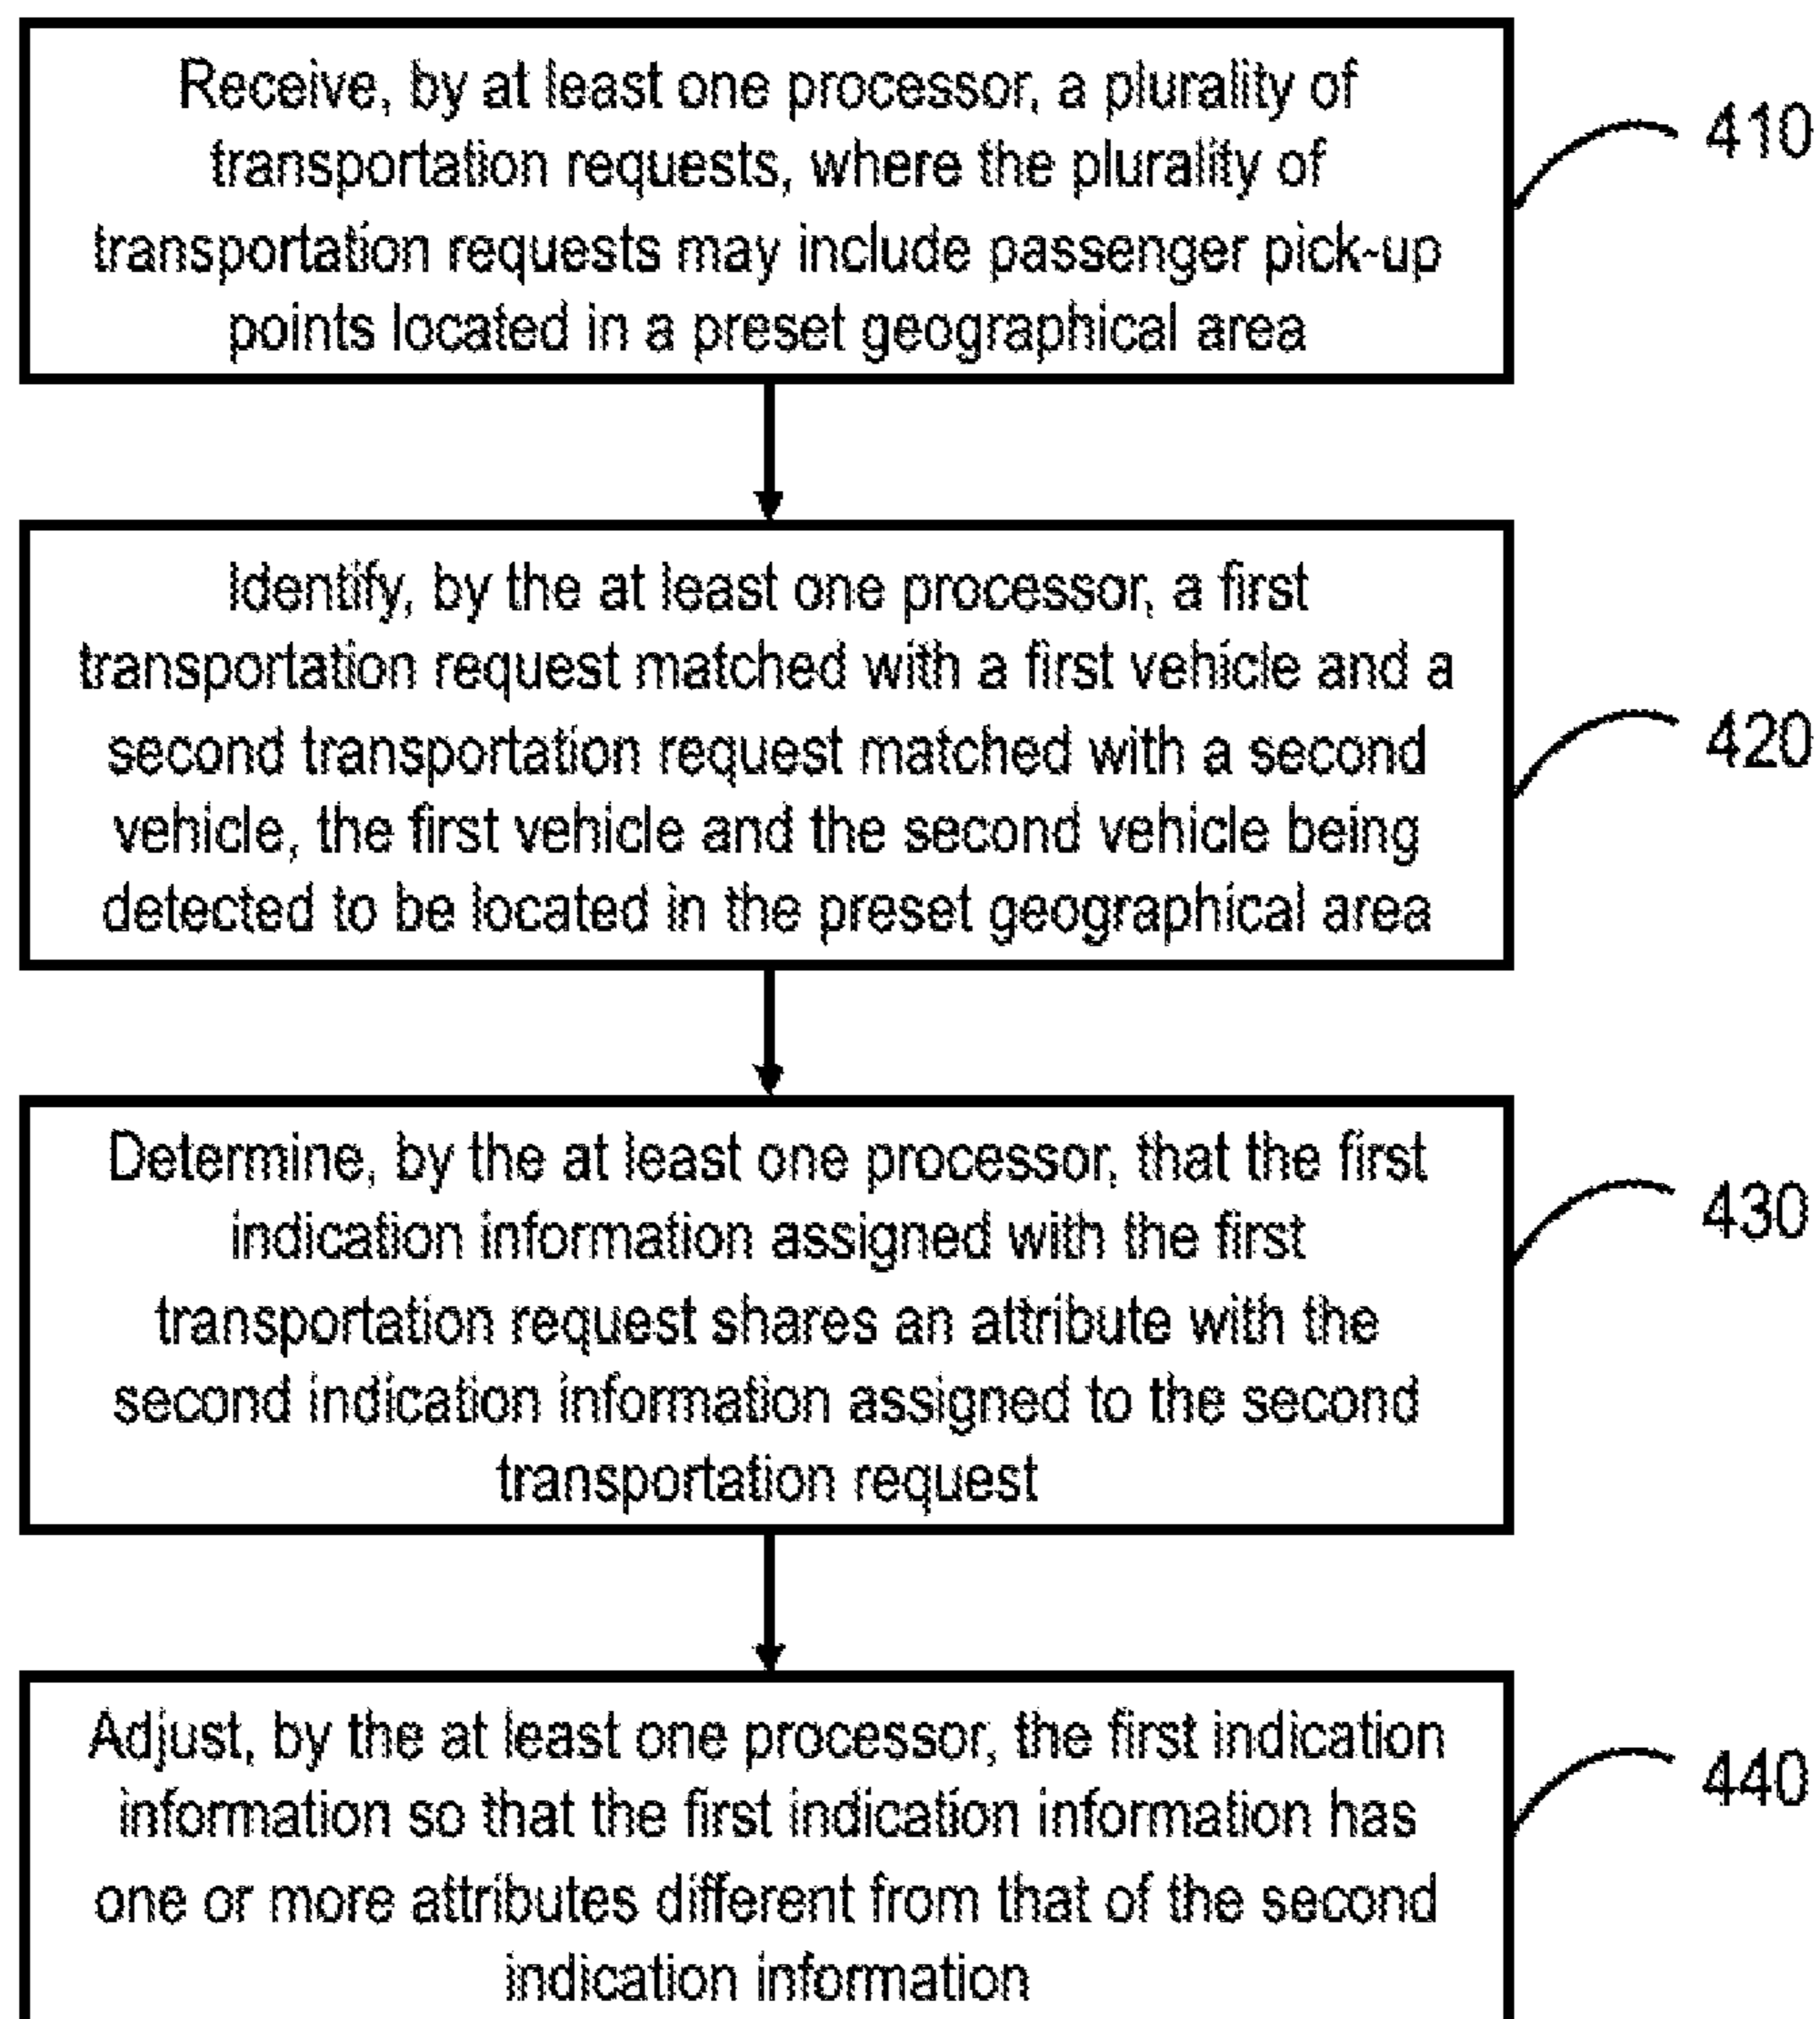 Receive, by at least one processor, a plurality of
transportation requests, where the plurality of
transportation requests may include passenger pick-up
points located in a preset geographical area
410
Identify, by the at least one processor, a first
transportation request matched with a first vehicle and a
second transportation request matched with a second
vehicle, the first vehicle and the second vehicle being
detected to be located in the preset geographical area
420
Determine, by the at least one processor, that the first
indication information assigned with the first
transportation request shares an attribute with the
second indication information assigned to the second
transportation request
430
Adjust, by the at least one processor, the first indication
information so that the first indication information has
one or more attributes different from that of the second
indication information
440